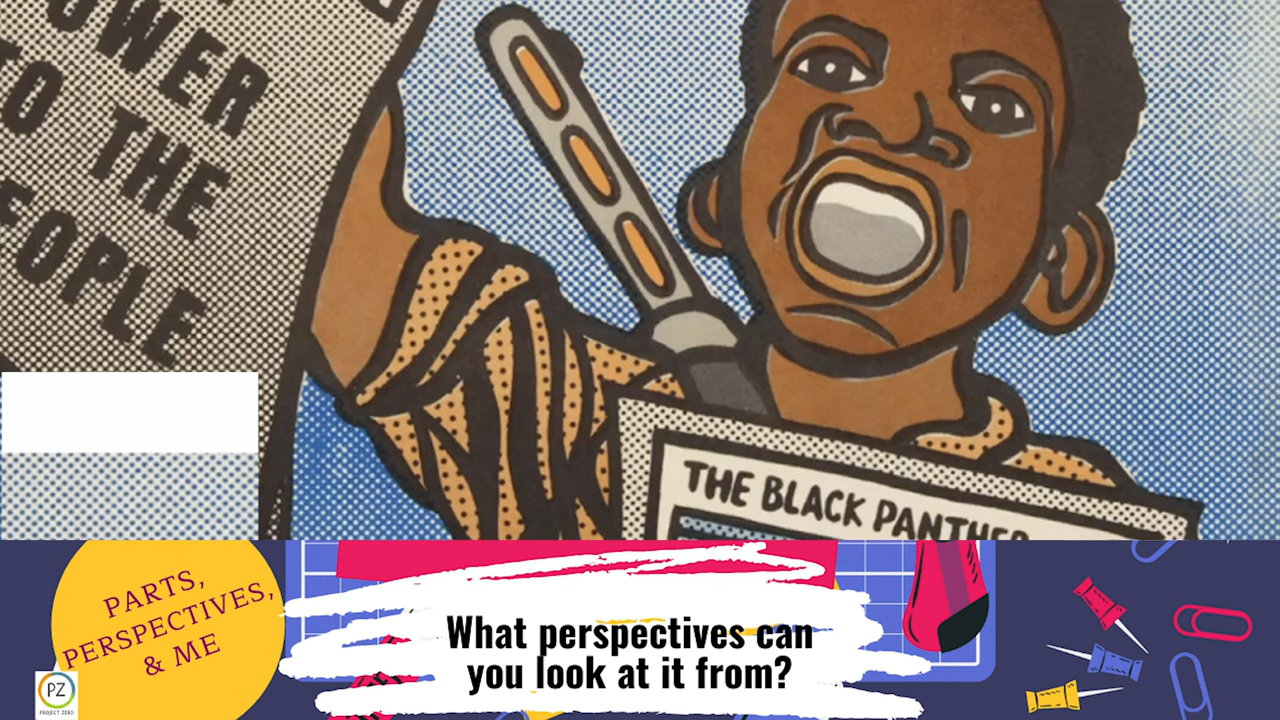 OWER
TO THE
EOPLE
THE BLACK PANTHER
PARTS,
PERSPECTIVES,
& ME
PZ
PROJECT ZERO
What perspectives can
you look at it from?